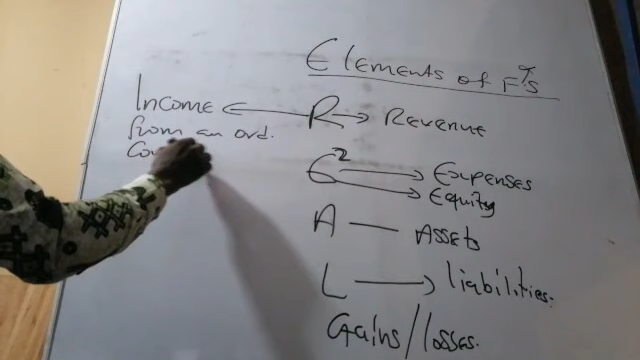 Elements of F/S
Income ← R → Revenue
from an ord.
E² → Expenses
→ Equity
A — Assets
L → liabilities.
Gains/losses.